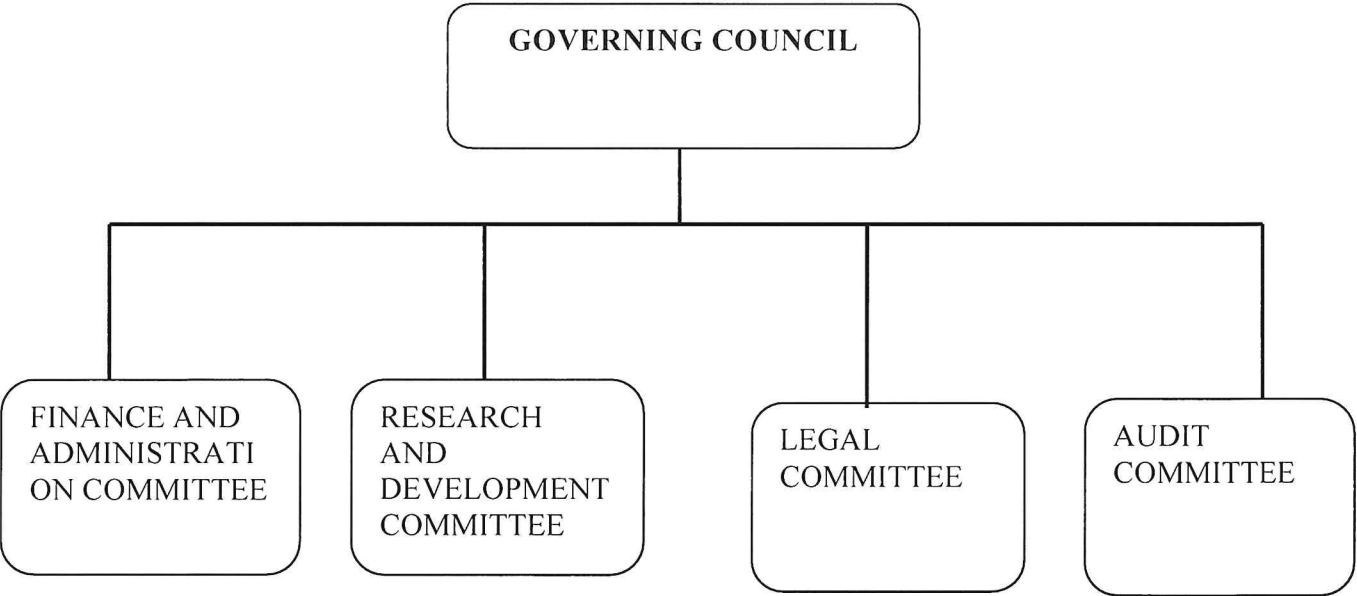 GOVERNING COUNCIL
FINANCE AND
ADMINISTRATI
ON COMMITTEE
RESEARCH
AND
DEVELOPMENT
COMMITTEE
LEGAL
COMMITTEE
AUDIT
COMMITTEE